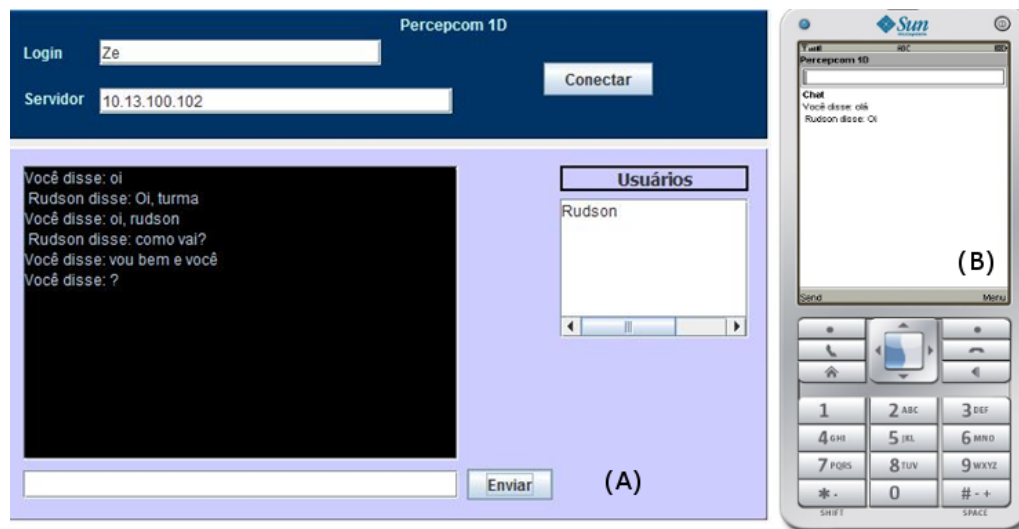 Percepcom 1D
Login
Ze
Conectar
Servidor
10.13.100.102
Você disse: oi
Rudson disse: Oi, turma
Você disse: oi, rudson
Rudson disse: como vai?
Você disse: vou bem e você
Você disse: ?
Usuários
Rudson
Enviar
(A)
Sun
ABC
Percepcom 1D
Chat
Você disse: olá
Rudson disse: Oi
(B)
Send
Menu
1
2 ABC
3 DEF
4 GHI
5 JKL
6 MNO
7 PQRS
8 TUV
9 WXYZ
* .
0
# - +
SHIFT
SPACE